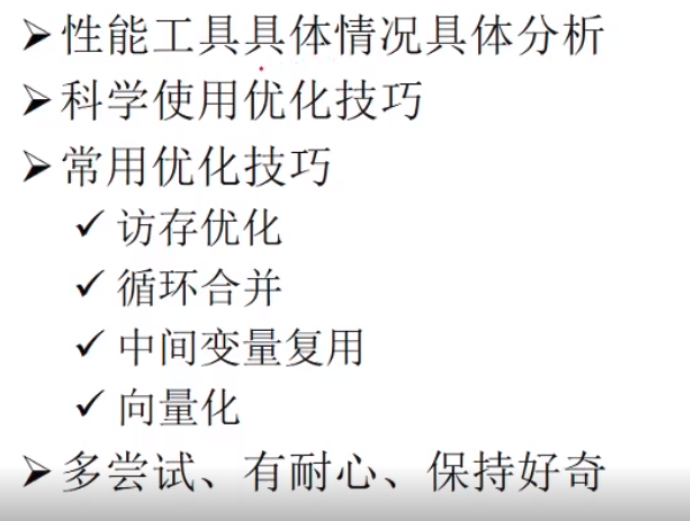 ➢性能工具具体情况具体分析
➢科学使用优化技巧
➢常用优化技巧
✓访存优化
✓循环合并
✓中间变量复用
✓向量化
➢多尝试、有耐心、保持好奇